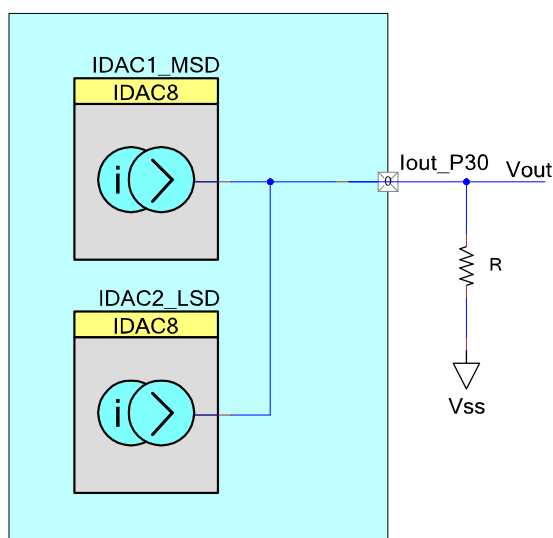 IDAC1_MSD
IDAC8
i
Iout_P30
Vout
0
R
IDAC2_LSD
IDAC8
i
Vss